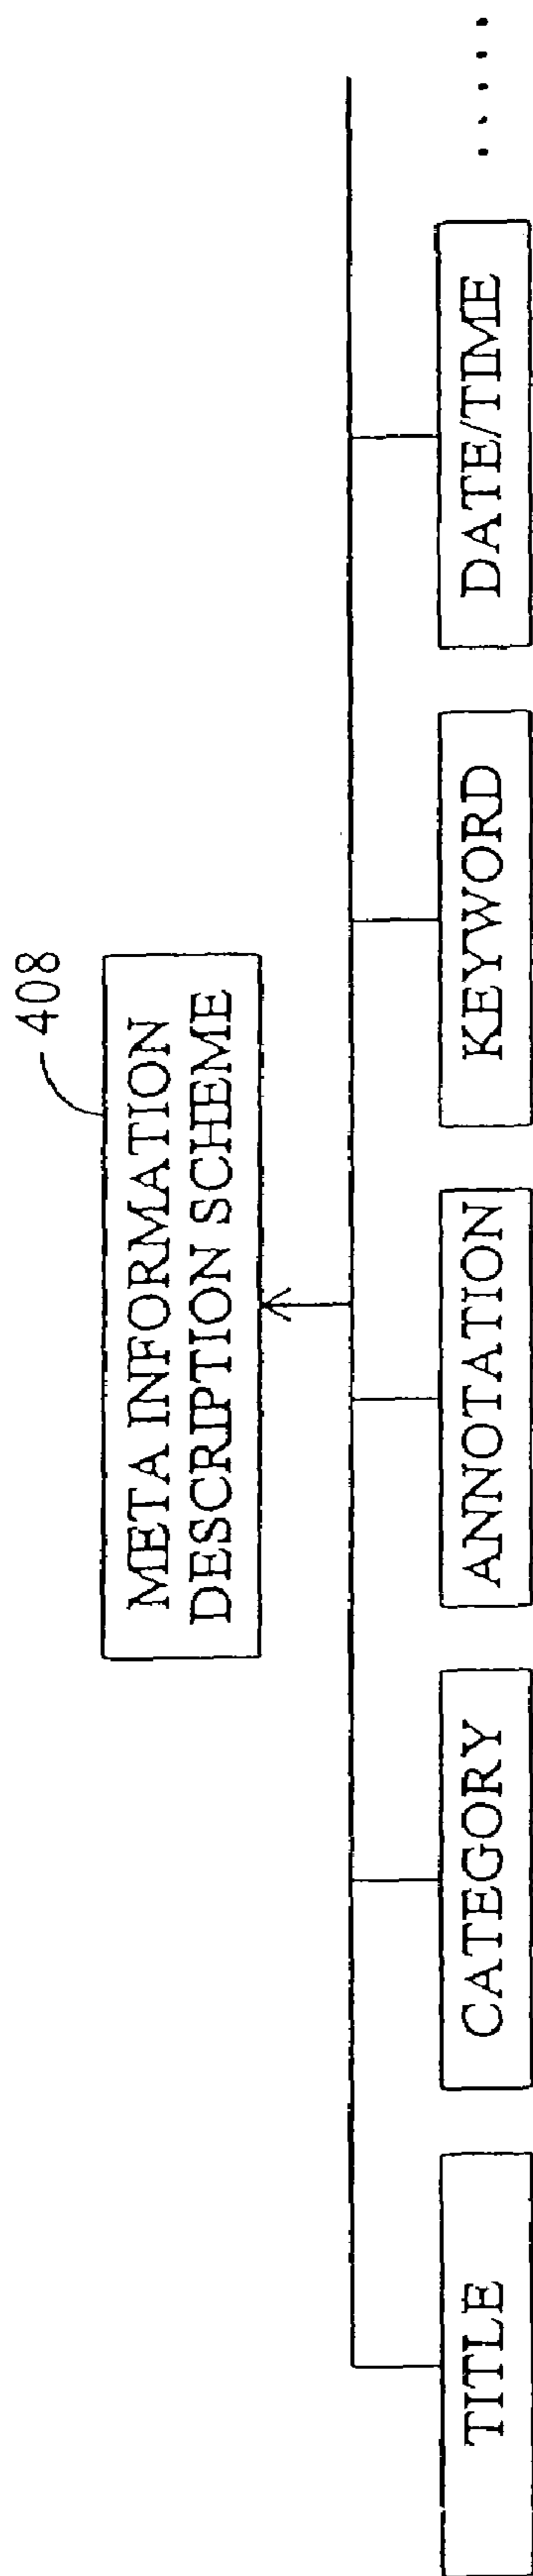 408
META INFORMATION
DESCRIPTION SCHEME
TITLE
CATEGORY
ANNOTATION
KEYWORD
DATE/TIME
.....